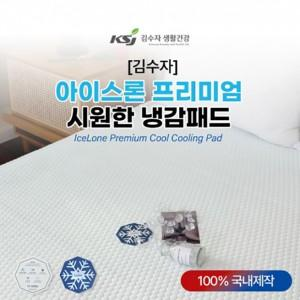 KSJ 김수자 생활건강
[김수자]
아이스론 프리미엄
시원한 냉감패드
IceLone Premium Cool Cooling Pad
100% 국내제작